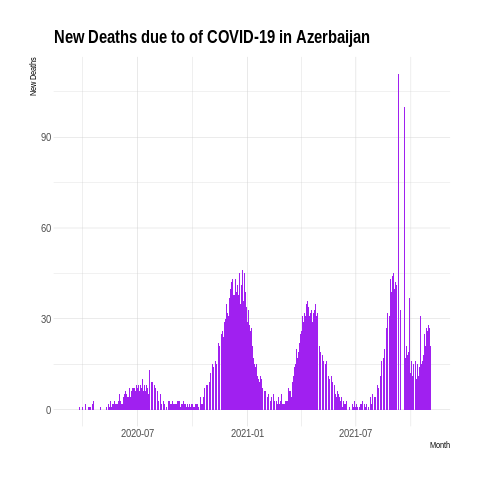 New Deaths due to of COVID-19 in Azerbaijan
New Deaths
90
60
30
0
2020-07
2021-01
2021-07
Month